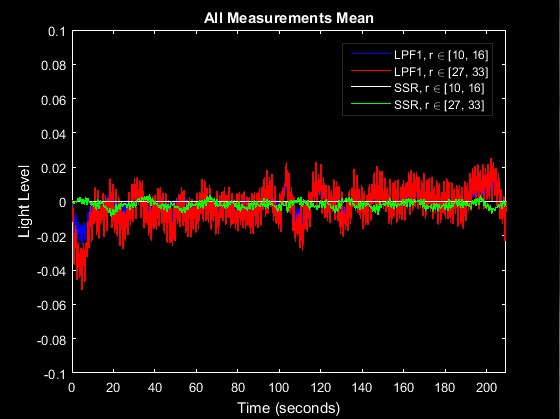 All Measurements Mean
0.1
0.08
0.06
0.04
0.02
0
-0.02
-0.04
-0.06
-0.08
-0.1
Light Level
LPF1, r ∈ [10, 16]
LPF1, r ∈ [27, 33]
SSR, r ∈ [10, 16]
SSR, r ∈ [27, 33]
0 20 40 60 80 100 120 140 160 180 200
Time (seconds)